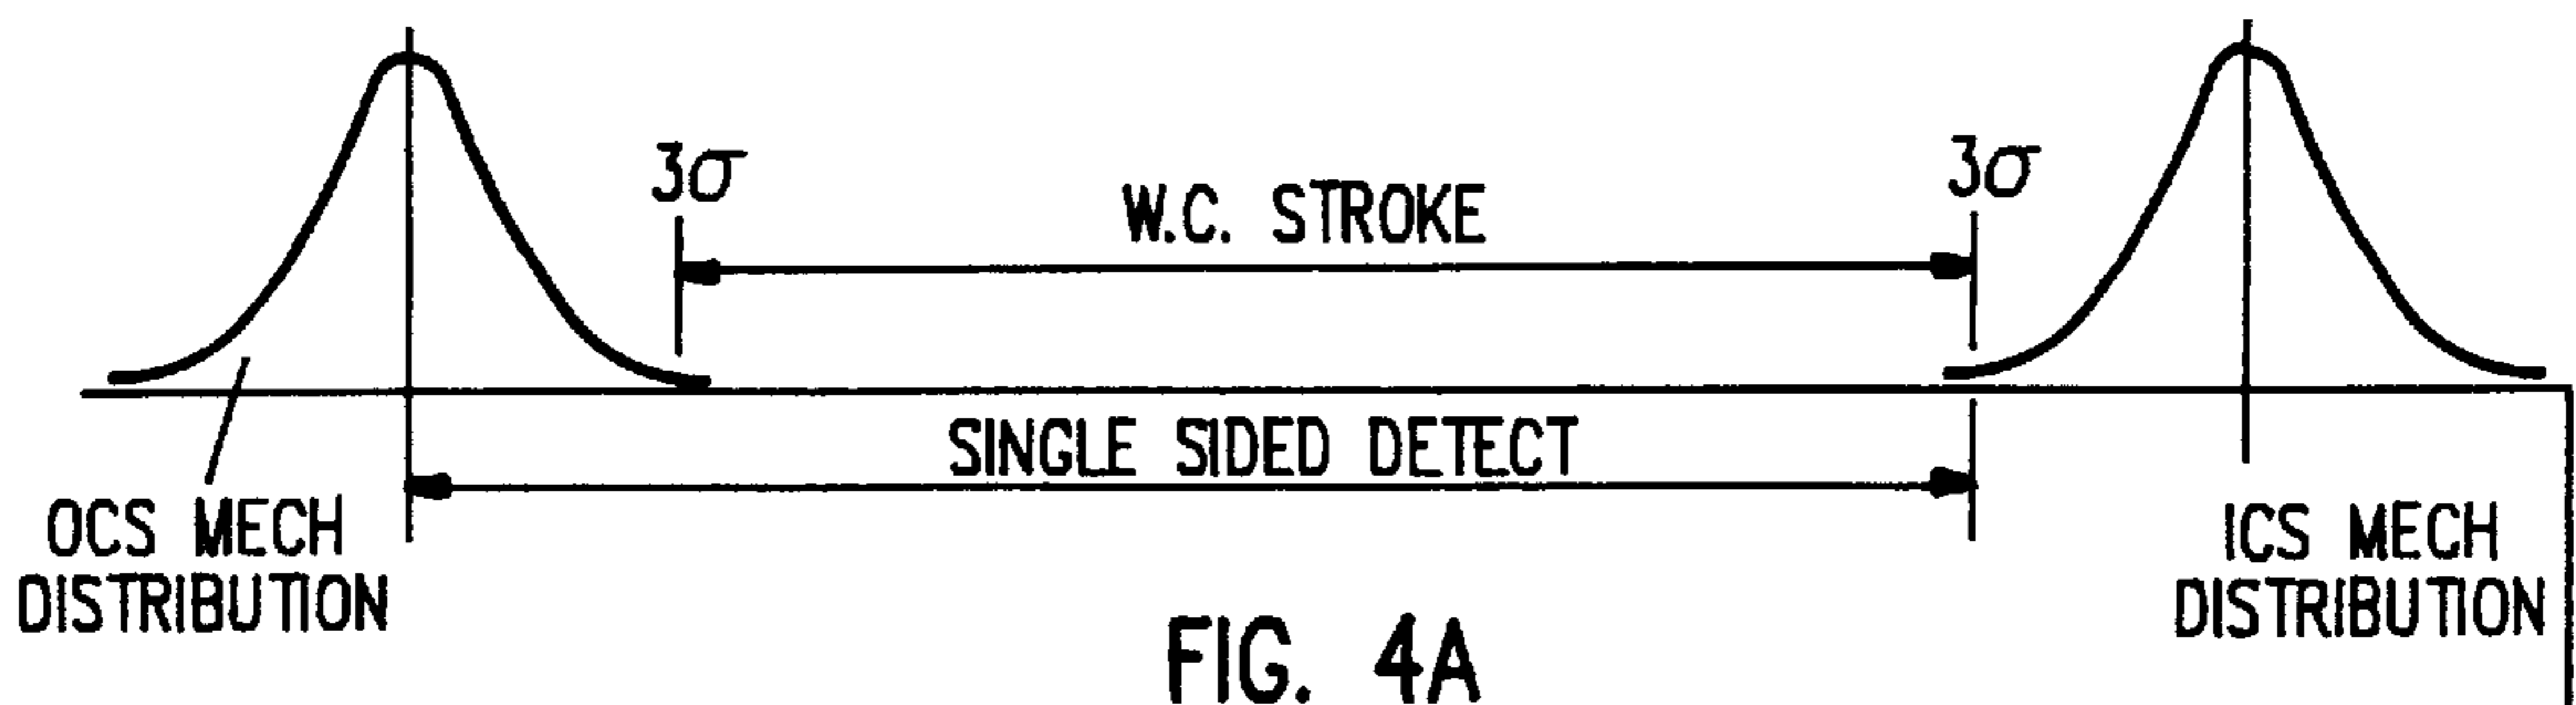 3σ
W.C. STROKE
3σ
SINGLE SIDED DETECT
OCS MECH
DISTRIBUTION
ICS MECH
DISTRIBUTION
FIG. 4A